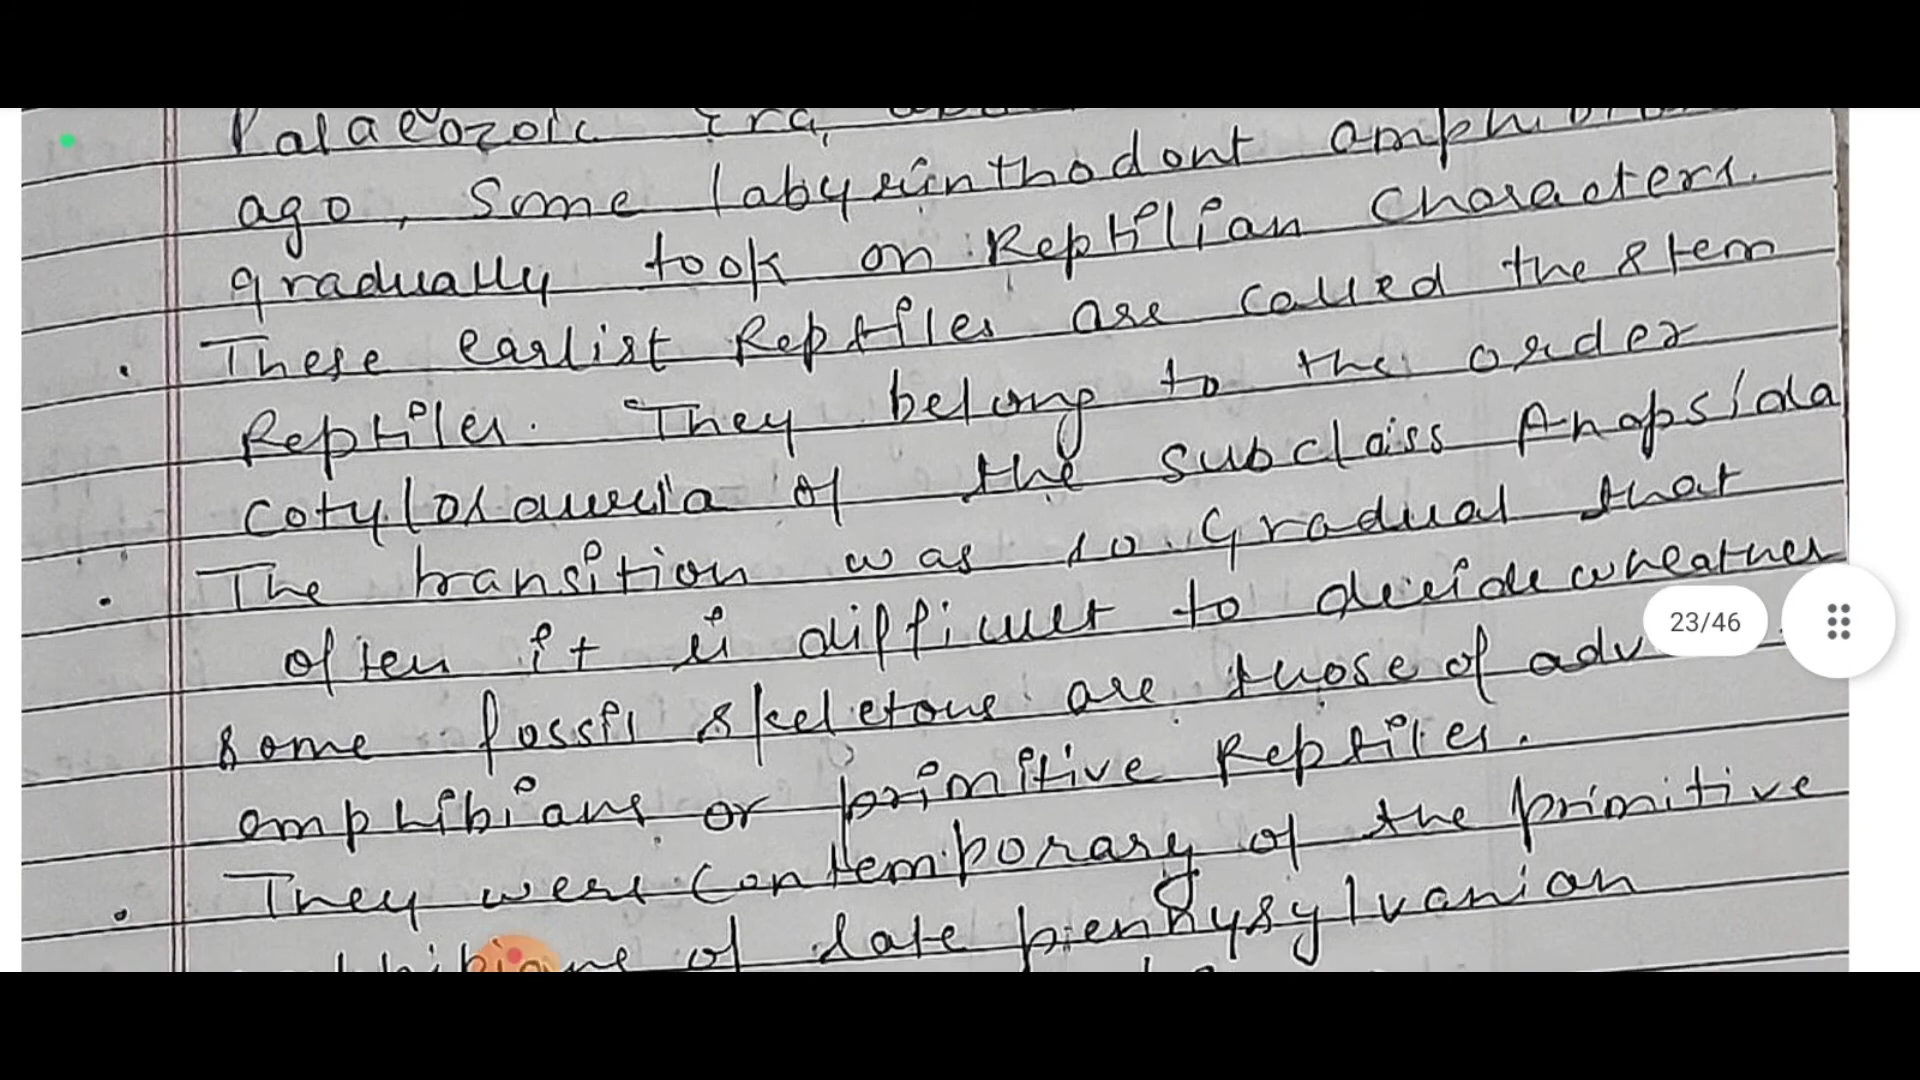 Palaeozoic Era,
ago, Some labyrinthodont amphibians
gradually took on Reptilian Characters.
These earlist Reptiles are called the stem
Reptiles. They belong to the order
Cotylosauria of the subclass Anapsida
The transition was so Gradual that
often it is difficult to decide wheather
some fossil skeletons are those of adv
amphibians or primitive Reptiles.
They were Contemporary of the primitive
of late pennysylvanian
23/46